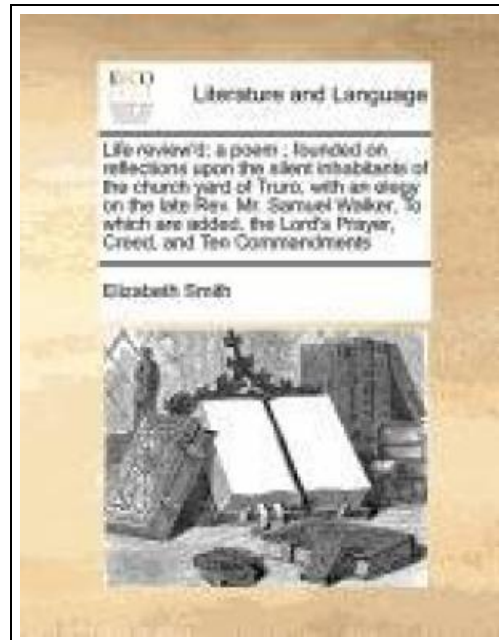 ECCO
Literature and Language
Life review'd; a poem ; founded on
reflections upon the silent inhabitants of
the church yard of Truro, with an elegy
on the late Rev. Mr. Samuel Walker, To
which are added, the Lord's Prayer,
Creed, and Ten Commandments
Elizabeth Smith